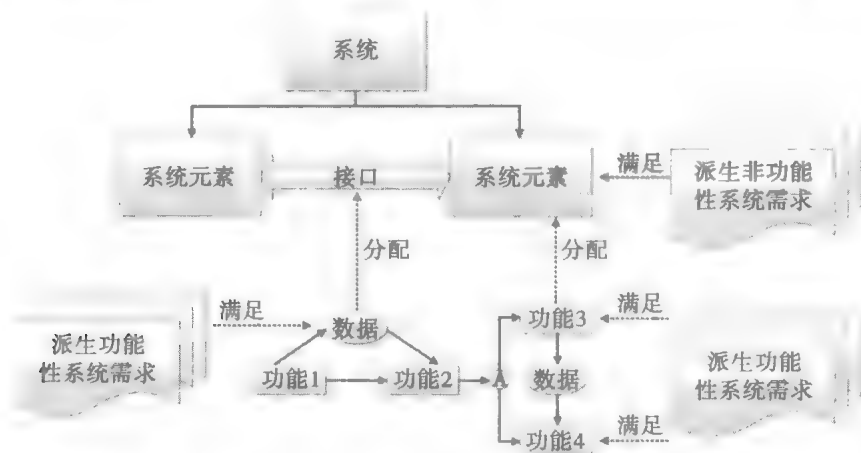 系统
系统元素
接口
系统元素
满足
派生非功能
性系统需求
分配
分配
满足
数据
功能3
满足
派生功能
性系统需求
功能1
功能2
A
数据
派生功能
性系统需求
功能4
满足